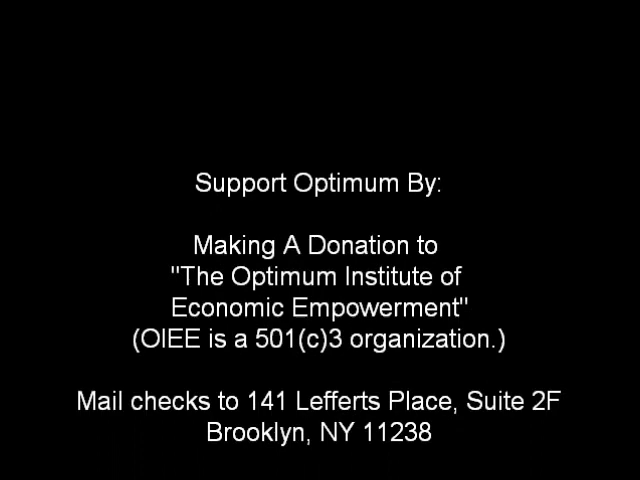 Support Optimum By:
Making A Donation to
"The Optimum Institute of
Economic Empowerment"
(OIEE is a 501(c)3 organization.)
Mail checks to 141 Lefferts Place, Suite 2F
Brooklyn, NY 11238